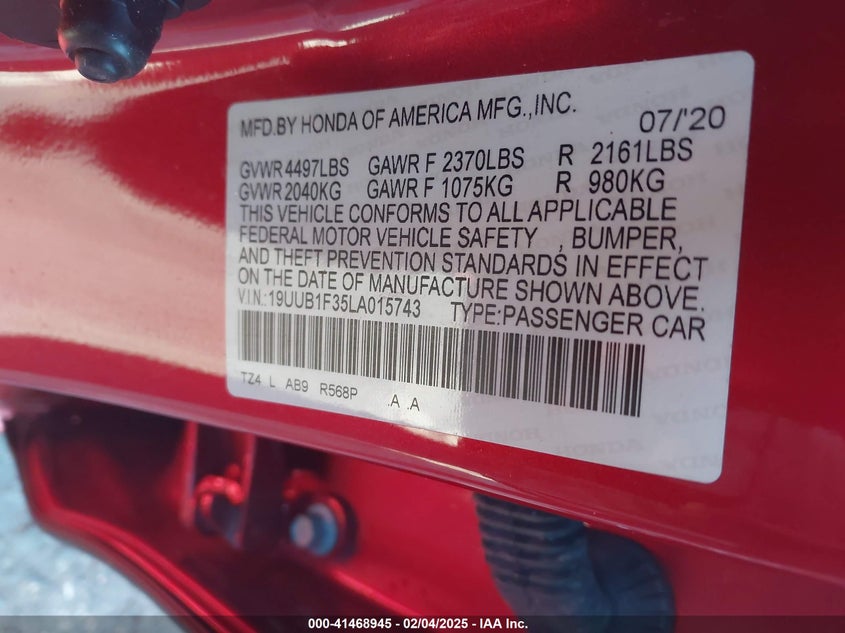 MFD.BY HONDA OF AMERICA MFG.,INC. 07/'20
GVWR 4497LBS GAWR F 2370LBS R 2161LBS
GVWR 2040KG GAWR F 1075KG R 980KG
THIS VEHICLE CONFORMS TO ALL APPLICABLE
FEDERAL MOTOR VEHICLE SAFETY , BUMPER,
AND THEFT PREVENTION STANDARDS IN EFFECT
ON THE DATE OF MANUFACTURE SHOWN ABOVE.
V.I.N.:19UUB1F35LA015743 TYPE:PASSENGER CAR
TZ4 L AB9 R568P .A .A
000-41468945 - 02/04/2025 - IAA Inc.